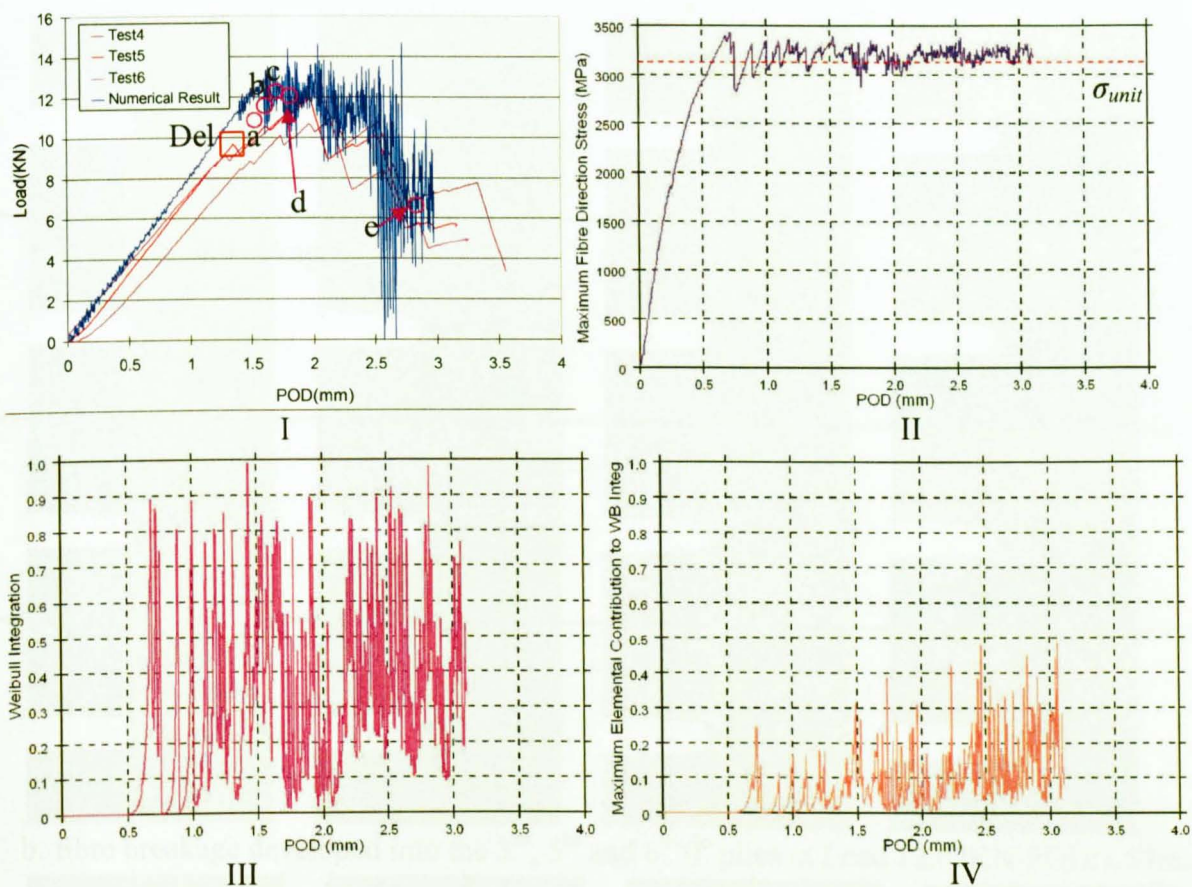 16
14
12
10
8
6
4
2
0
Load(KN)
Test4
Test5
Test6
Numerical Result
Del
a
b
c
d
e
0 0.5 1 1.5 2 2.5 3 3.5 4
POD(mm)
I
3500
3000
2500
2000
1500
1000
500
0
Maximum Fibre Direction Stress (MPa)
σunit
0 0.5 1.0 1.5 2.0 2.5 3.0 3.5 4.0
POD (mm)
II
1.0
0.9
0.8
0.7
0.6
0.5
0.4
0.3
0.2
0.1
0
Weibull Integration
0 0.5 1.0 1.5 2.0 2.5 3.0 3.5 4.0
POD (mm)
III
1.0
0.9
0.8
0.7
0.6
0.5
0.4
0.3
0.2
0.1
0
Maximum Elemental Contribution to WB Integ
0 0.5 1.0 1.5 2.0 2.5 3.0 3.5 4.0
POD (mm)
IV
b. fibre breakage developed into the